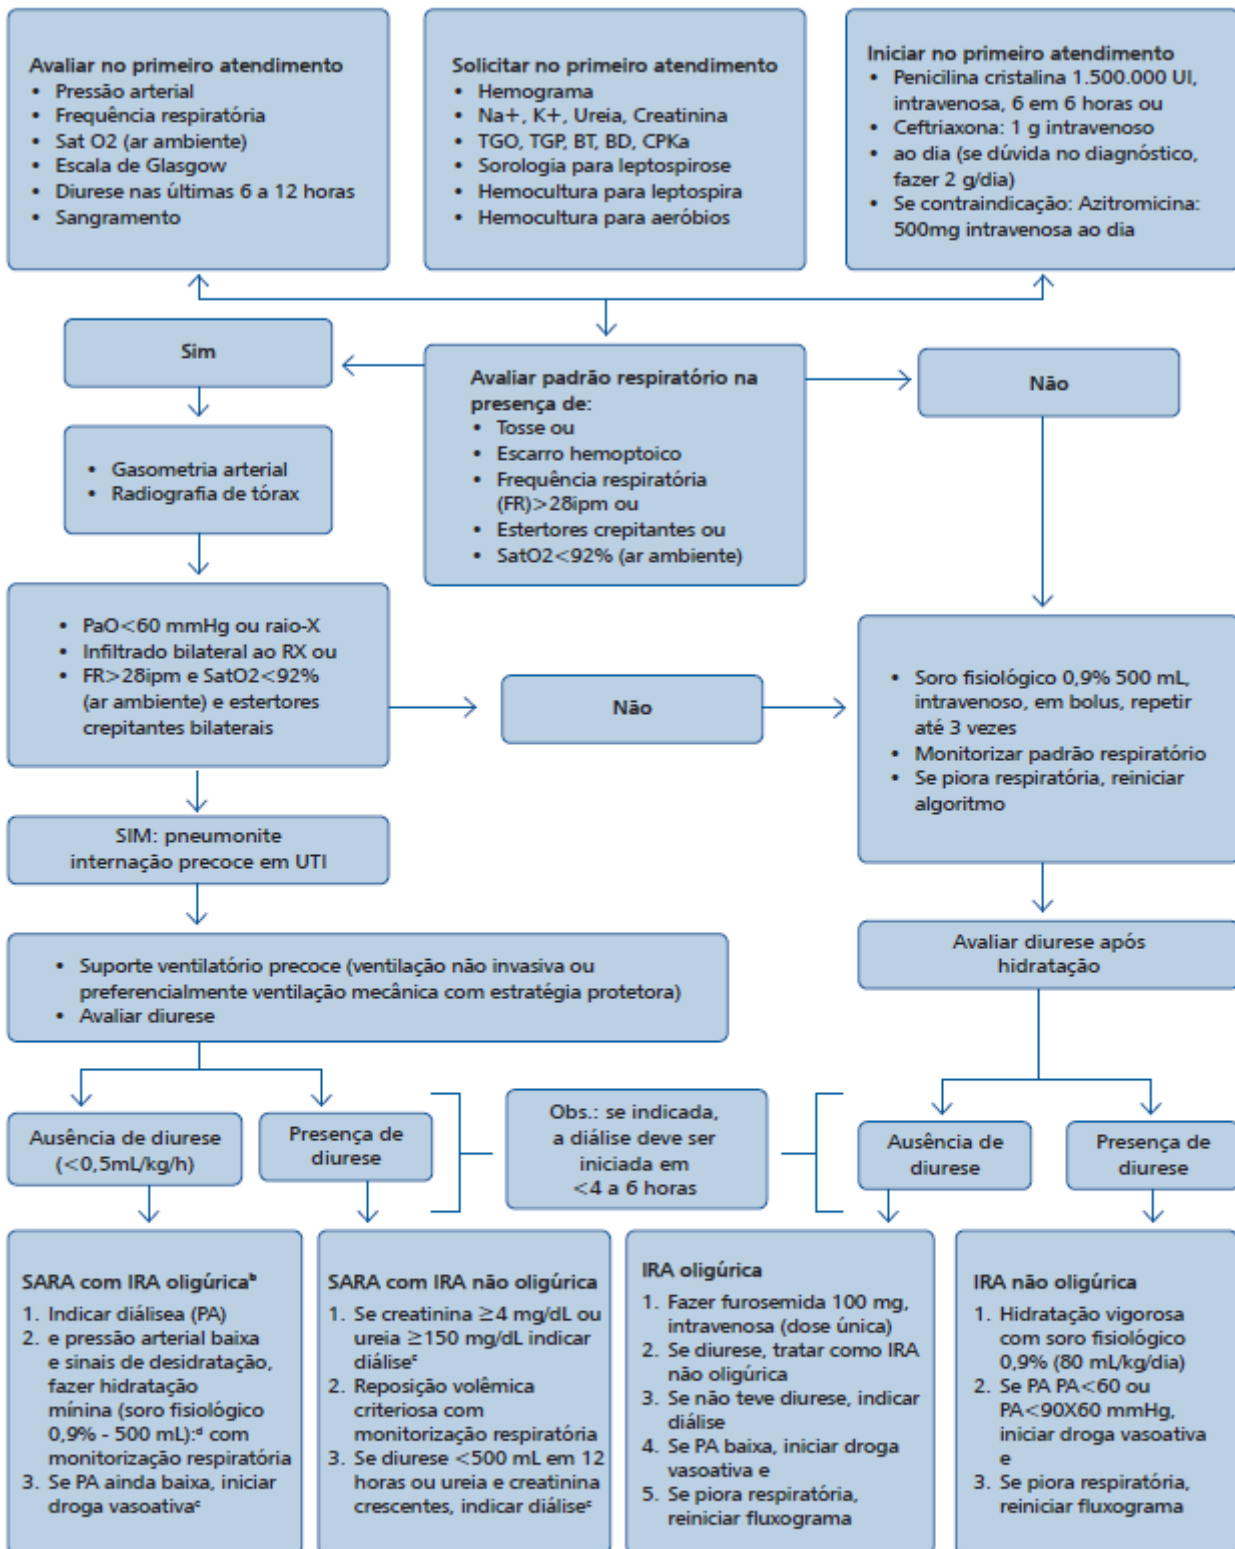 Avaliar no primeiro atendimento
• Pressão arterial
• Frequência respiratória
• Sat O2 (ar ambiente)
• Escala de Glasgow
• Diurese nas últimas 6 a 12 horas
• Sangramento
Solicitar no primeiro atendimento
• Hemograma
• Na+, K+, Ureia, Creatinina
• TGO, TGP, BT, BD, CPKa
• Sorologia para leptospirose
• Hemocultura para leptospira
• Hemocultura para aeróbios
Iniciar no primeiro atendimento
• Penicilina cristalina 1.500.000 UI,
intravenosa, 6 em 6 horas ou
• Ceftriaxona: 1 g intravenoso
• ao dia (se dúvida no diagnóstico,
fazer 2 g/dia)
• Se contraindicação: Azitromicina:
500mg intravenosa ao dia
Sim
Avaliar padrão respiratório na
presença de:
• Tosse ou
• Escarro hemoptoico
• Frequência respiratória
(FR)>28ipm ou
• Estertores crepitantes ou
• SatO2<92% (ar ambiente)
Não
• Gasometria arterial
• Radiografia de tórax
• PaO<60 mmHg ou raio-X
• Infiltrado bilateral ao RX ou
• FR>28ipm e SatO2<92%
(ar ambiente) e estertores
crepitantes bilaterais
Não
• Soro fisiológico 0,9% 500 mL,
intravenoso, em bolus, repetir
até 3 vezes
• Monitorizar padrão respiratório
• Se piora respiratória, reiniciar
algoritmo
SIM: pneumonite
internação precoce em UTI
• Suporte ventilatório precoce (ventilação não invasiva ou
preferencialmente ventilação mecânica com estratégia protetora)
• Avaliar diurese
Avaliar diurese após
hidratação
Ausência de diurese
(<0,5mL/kg/h)
Presença de
diurese
Obs.: se indicada,
a diálise deve ser
iniciada em
<4 a 6 horas
Ausência de
diurese
Presença de
diurese
SARA com IRA oligúricaᵇ
1. Indicar diálisea (PA)
2. e pressão arterial baixa
e sinais de desidratação,
fazer hidratação
mínina (soro fisiológico
0,9% - 500 mL):ᵈ com
monitorização respiratória
3. Se PA ainda baixa, iniciar
droga vasoativaᶜ
SARA com IRA não oligúrica
1. Se creatinina ≥4 mg/dL ou
ureia ≥150 mg/dL indicar
diáliseᶜ
2. Reposição volêmica
criteriosa com
monitorização respiratória
3. Se diurese <500 mL em 12
horas ou ureia e creatinina
crescentes, indicar diáliseᶜ
IRA oligúrica
1. Fazer furosemida 100 mg,
intravenosa (dose única)
2. Se diurese, tratar como IRA
não oligúrica
3. Se não teve diurese, indicar
diálise
4. Se PA baixa, iniciar droga
vasoativa e
5. Se piora respiratória,
reiniciar fluxograma
IRA não oligúrica
1. Hidratação vigorosa
com soro fisiológico
0,9% (80 mL/kg/dia)
2. Se PA PA<60 ou
PA<90X60 mmHg,
iniciar droga vasoativa
e
3. Se piora respiratória,
reiniciar fluxograma